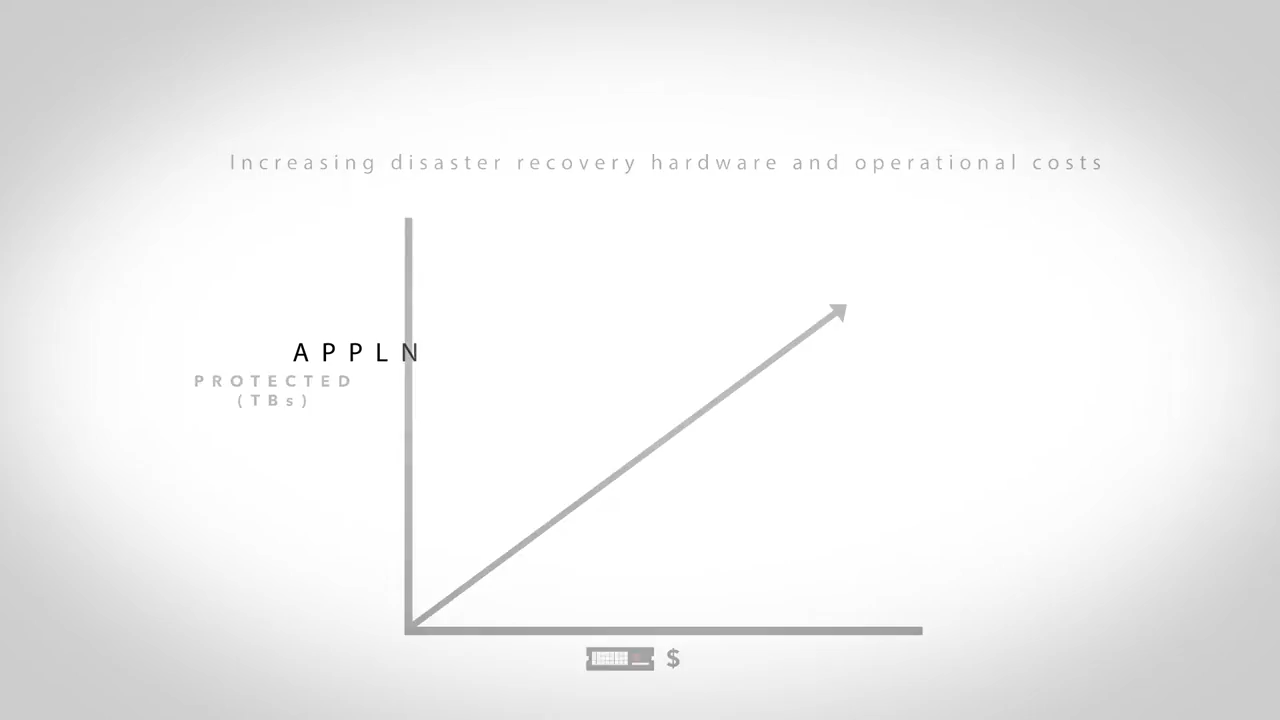 Increasing disaster recovery hardware and operational costs
APPLN
PROTECTED
(TBs)
$